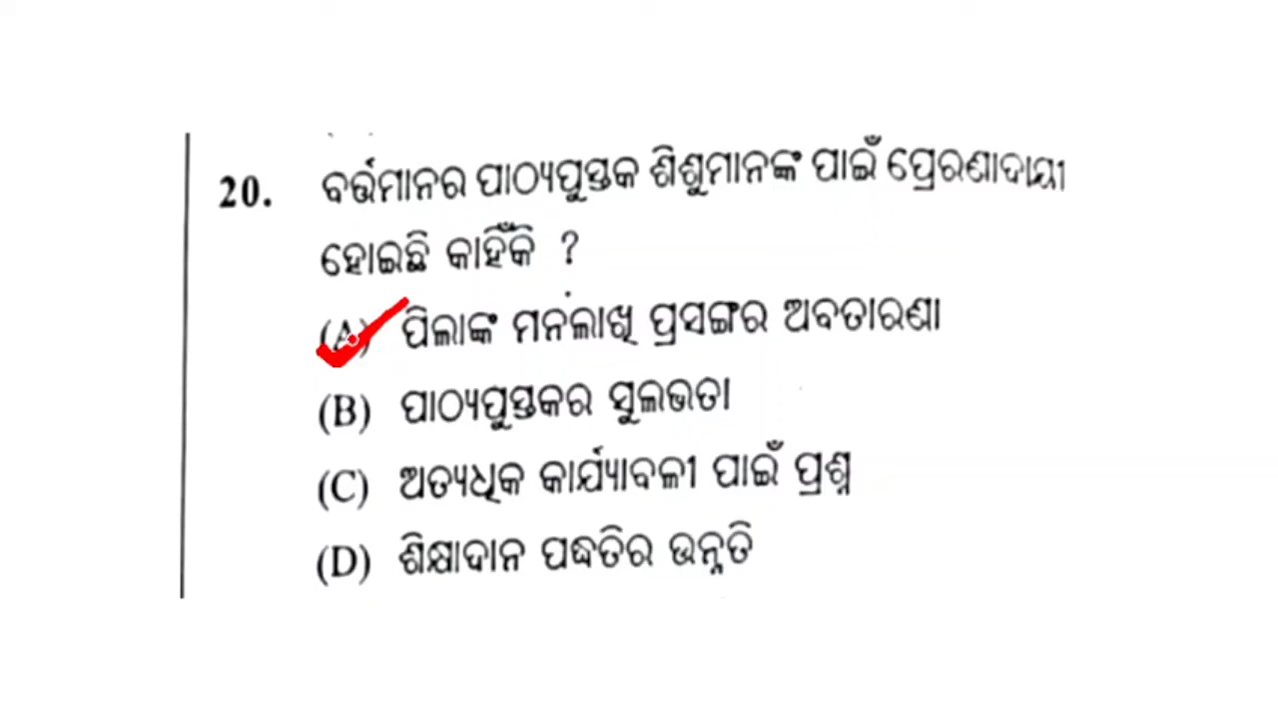 20. ବର୍ତ୍ତମାନର ପାଠ୍ୟପୁସ୍ତକ ଶିଶୁମାନଙ୍କ ପାଇଁ ପ୍ରେରଣାଦାୟୀ
ହୋଇଛି କାହିଁକି ?
(A) ପିଲାଙ୍କ ମନଲାଖି ପ୍ରସଙ୍ଗର ଅବତାରଣା
(B) ପାଠ୍ୟପୁସ୍ତକର ସୁଲଭତା
(C) ଅତ୍ୟଧିକ କାର୍ଯ୍ୟାବଳୀ ପାଇଁ ପ୍ରଶ୍ନ
(D) ଶିକ୍ଷାଦାନ ପଦ୍ଧତିର ଉନ୍ନତି